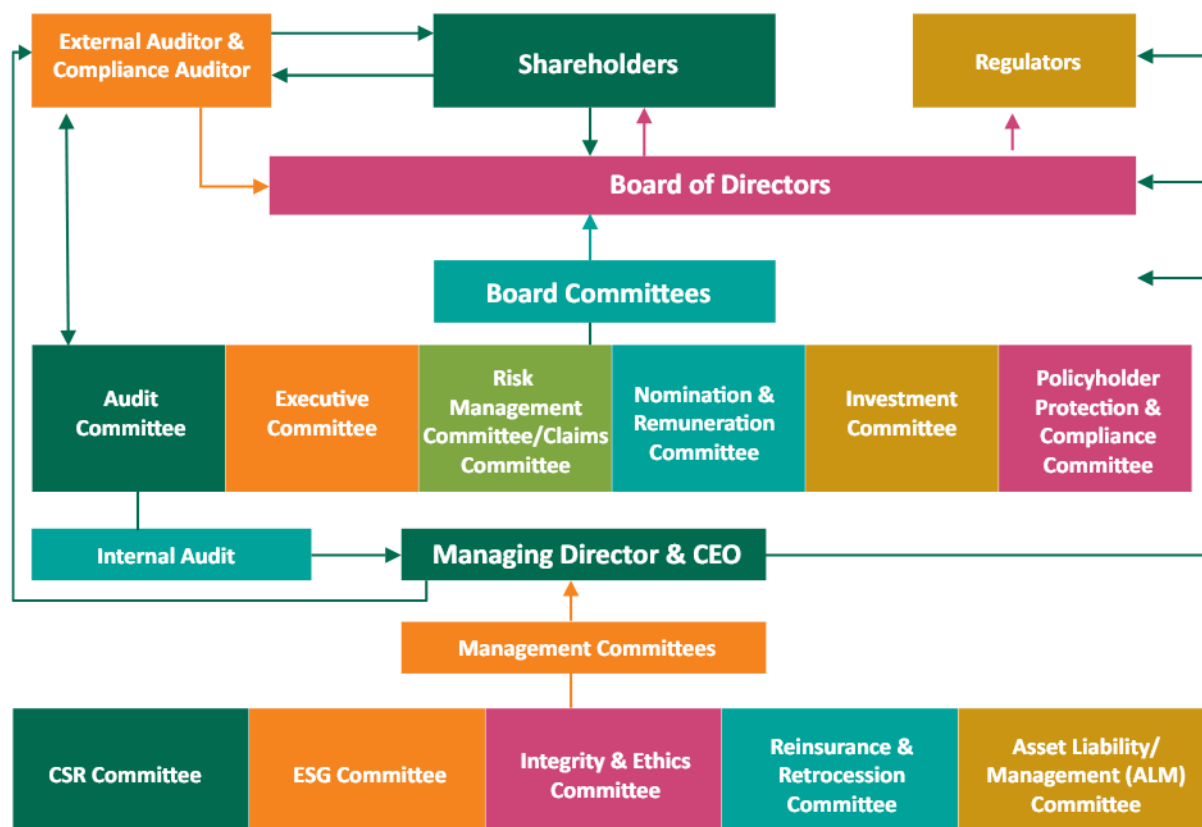 External Auditor &
Compliance Auditor
Shareholders
Regulators
Board of Directors
Board Committees
Audit
Committee
Executive
Committee
Risk
Management
Committee/Claims
Committee
Nomination &
Remuneration
Committee
Investment
Committee
Policyholder
Protection &
Compliance
Committee
Internal Audit
Managing Director & CEO
Management Committees
CSR Committee
ESG Committee
Integrity & Ethics
Committee
Reinsurance &
Retrocession
Committee
Asset Liability/
Management (ALM)
Committee